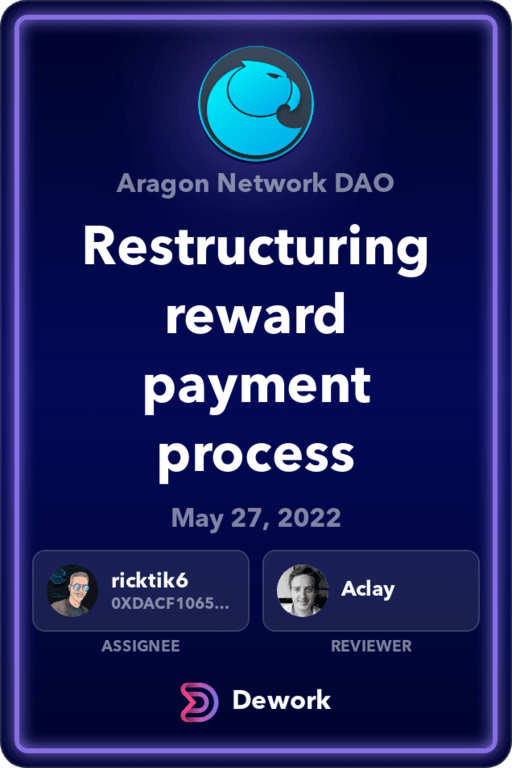 Aragon Network DAO
Restructuring
reward
payment
process
May 27, 2022
ricktik6
0XDACF1065...
Aclay
ASSIGNEE
REVIEWER
Dework